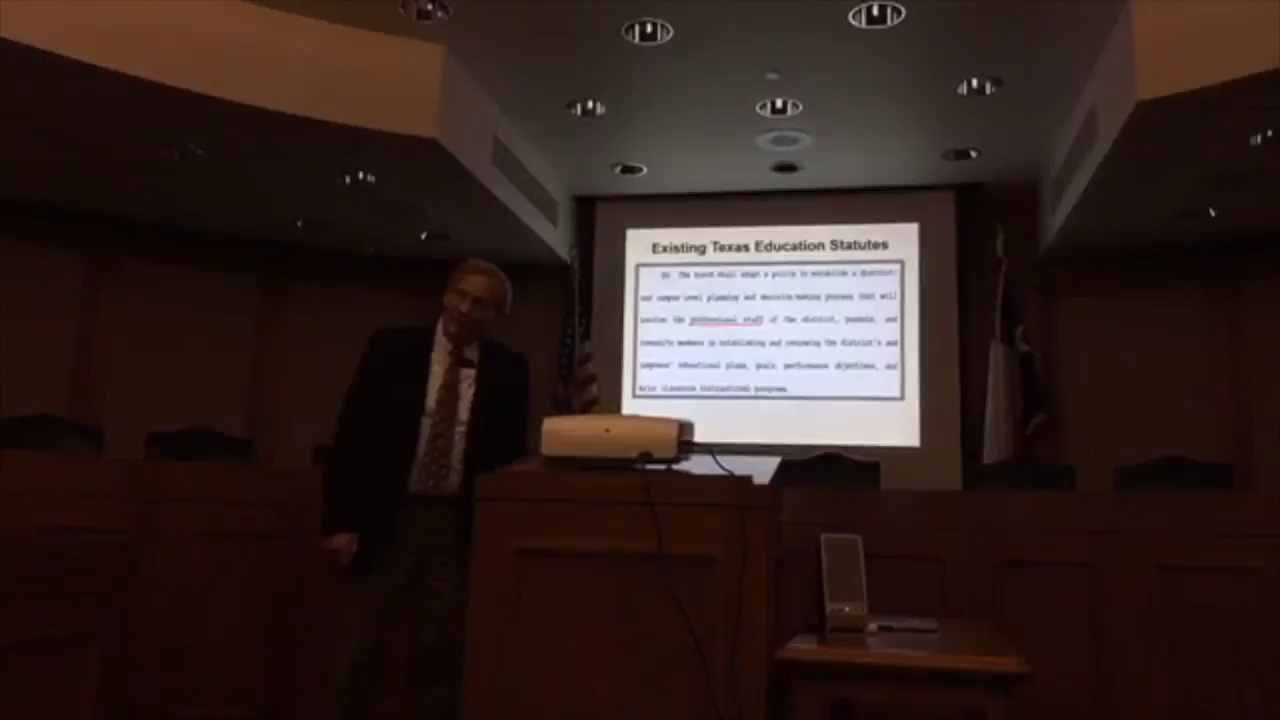 Existing Texas Education Statutes
The board shall adopt a policy to establish a district-
and campus-level planning and decision-making process that will
involve the professional staff of the district, parents, and
community members in establishing and reviewing the district's and
campuses' educational plans, goals, performance objectives, and
major classroom instructional programs.